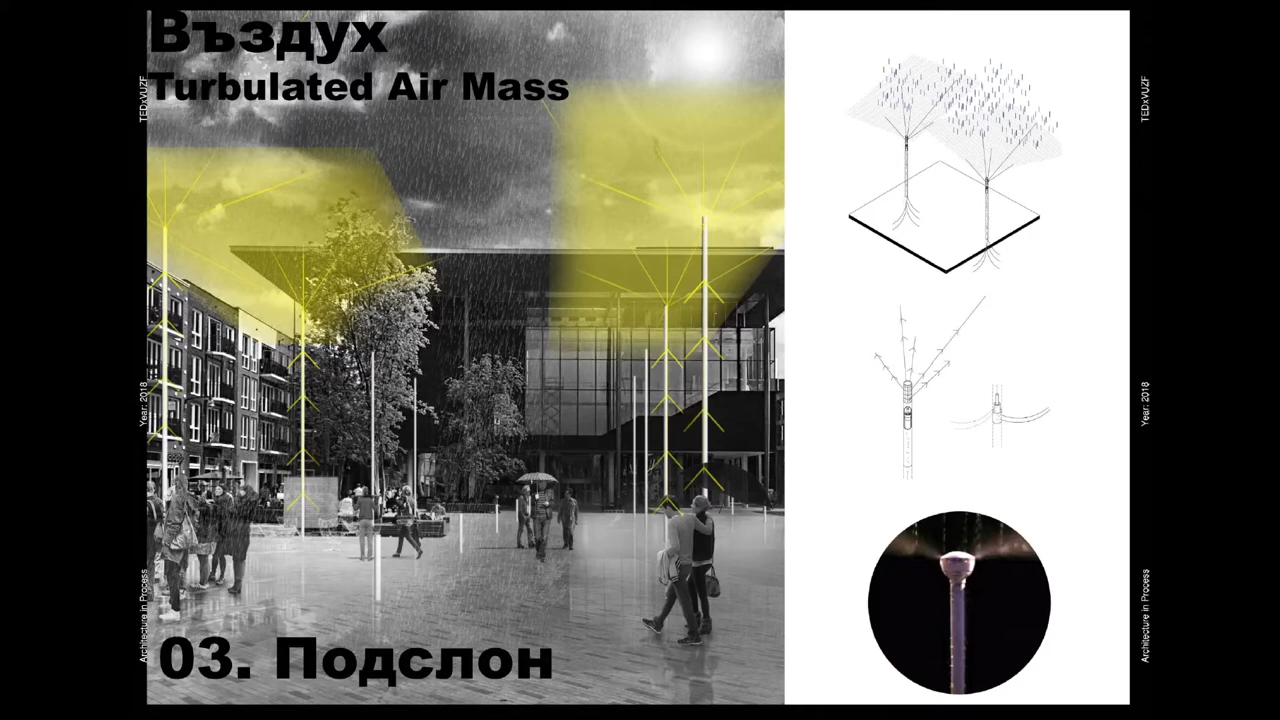 Въздух
Turbulated Air Mass
TEDxVUZF
Year: 2018
Architecture in Process
03. Подслон
TEDxVUZF
Year: 2018
Architecture in Process